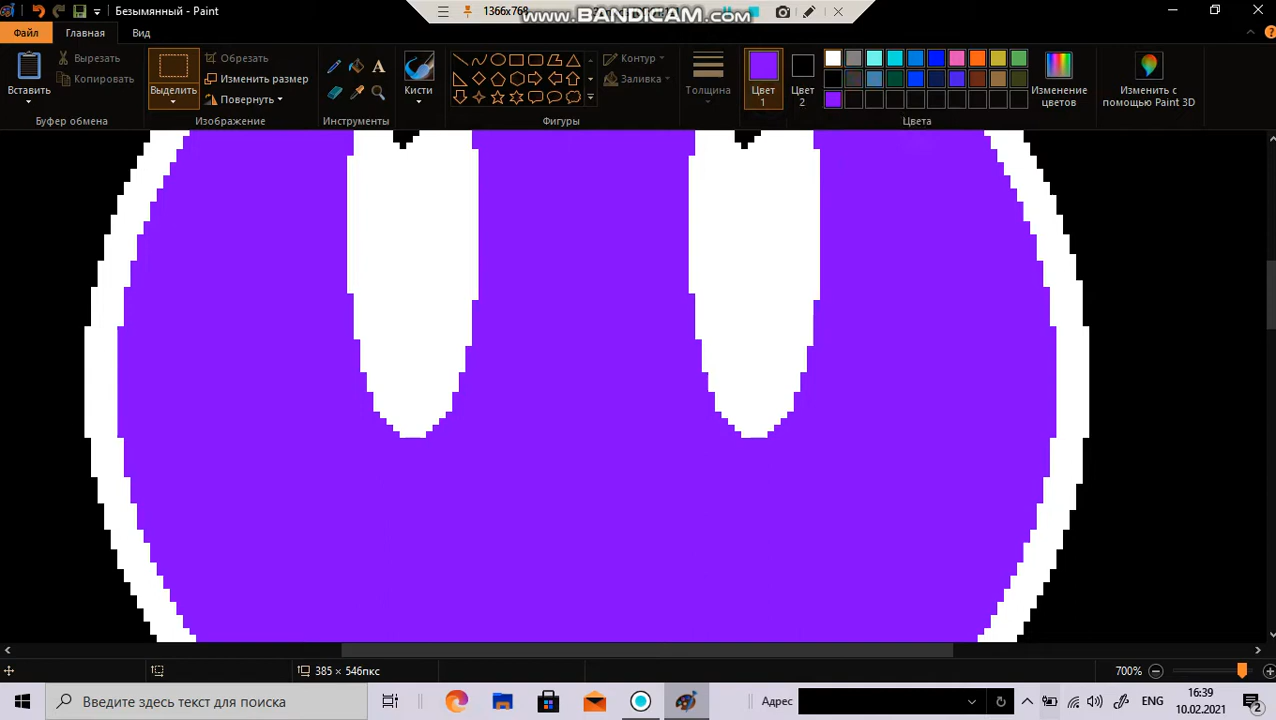 1366x768
www.BANDICAM.com
Безымянный - Paint
Файл
Главная
Вид
Вставить
Вырезать
Копировать
Буфер обмена
Выделить
Обрезать
Изменить размер
Повернуть
Изображение
Инструменты
Кисти
Контур
Заливка
Фигуры
Толщина
Цвет 1
Цвет 2
Цвета
Изменение цветов
Изменить с помощью Paint 3D
385 × 546пкс
700%
Введите здесь текст для поиска
Адрес
ENG
16:39
10.02.2021
2